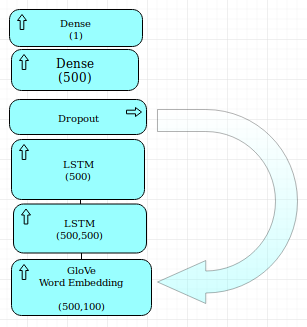 Dense
(1)
Dense
(500)
Dropout
LSTM
(500)
LSTM
(500,500)
GloVe
Word Embedding
(500,100)